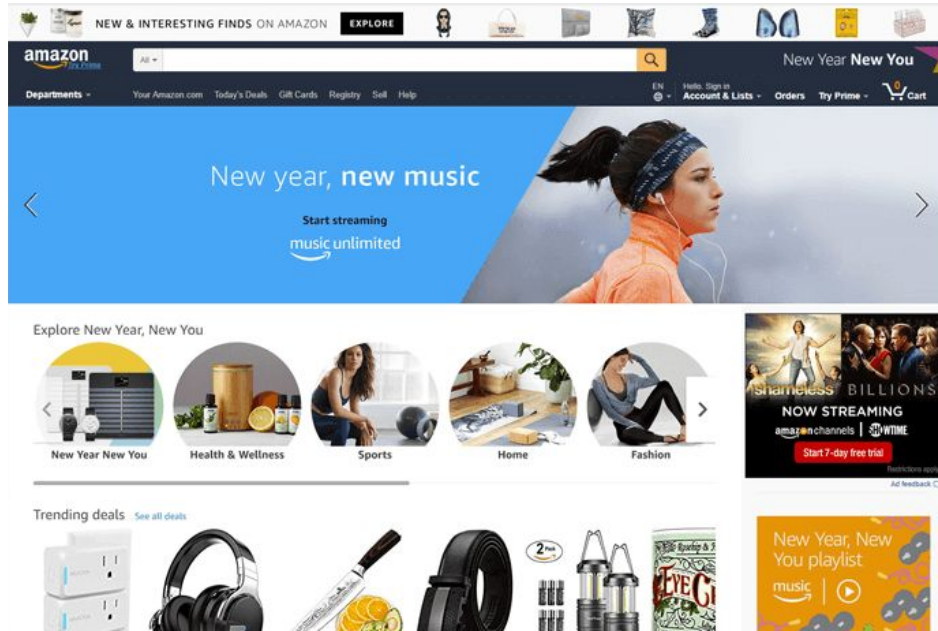 NEW & INTERESTING FINDS ON AMAZON EXPLORE
amazon
Try Prime
All
New Year New You
Departments
Your Amazon.com Today's Deals Gift Cards Registry Sell Help
EN
Hello. Sign in
Account & Lists Orders Try Prime 0 Cart
New year, new music
Start streaming
music unlimited
Explore New Year, New You
New Year New You Health & Wellness Sports Home Fashion
shameless BILLIONS
NOW STREAMING
amazon channels | SHOWTIME
Start 7-day free trial
Restrictions apply
Ad feedback
Trending deals See all deals
2 Pack
EYE
New Year, New
You playlist
music